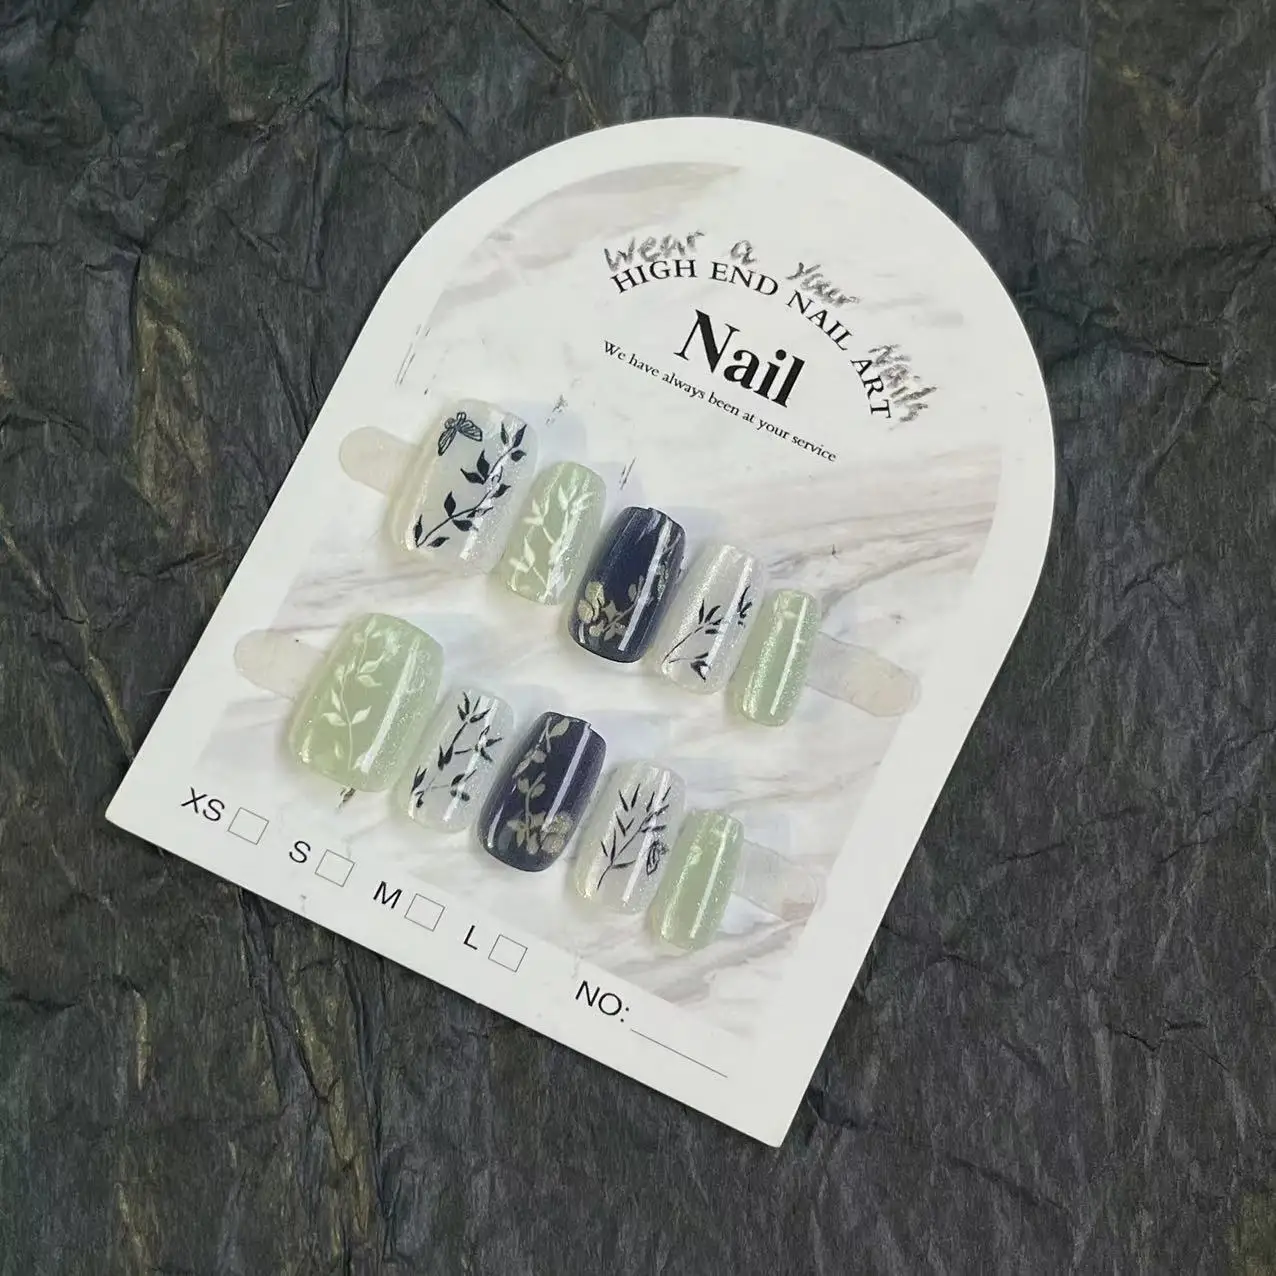 Wear a Your Nails
HIGH END NAIL ART
Nail
We have always been at your service
XS S M L NO: